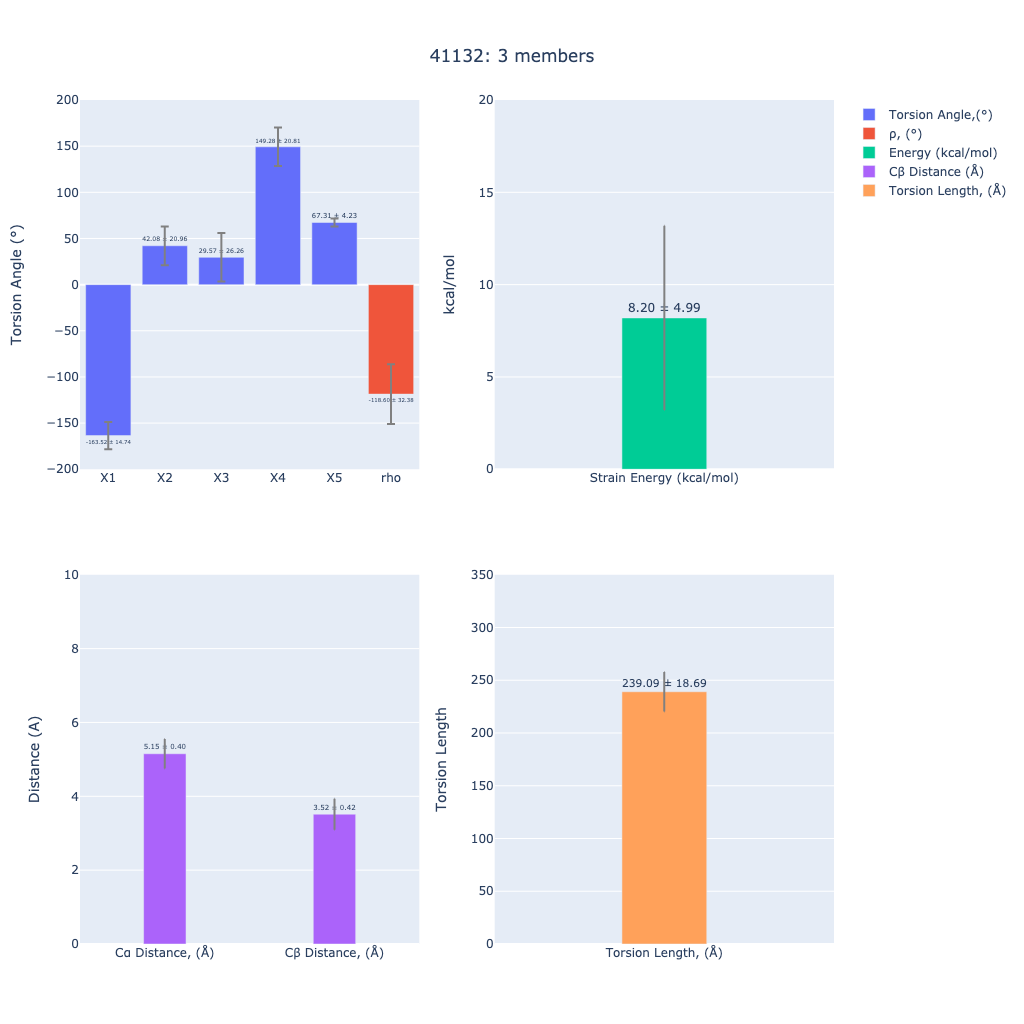 41132: 3 members
200
150
100
50
0
−50
−100
−150
−200
Torsion Angle (°)
149.28 ± 20.81
67.31 ± 4.23
42.08 ± 20.96
29.57 ± 26.26
-118.60 ± 32.38
-163.52 ± 14.74
X1 X2 X3 X4 X5 rho
20
15
10
5
0
kcal/mol
8.20 ± 4.99
Strain Energy (kcal/mol)
Torsion Angle,(°)
ρ, (°)
Energy (kcal/mol)
Cβ Distance (Å)
Torsion Length, (Å)
10
8
6
4
2
0
Distance (A)
5.15 ± 0.40
3.52 ± 0.42
Cα Distance, (Å) Cβ Distance, (Å)
350
300
250
200
150
100
50
0
Torsion Length
239.09 ± 18.69
Torsion Length, (Å)